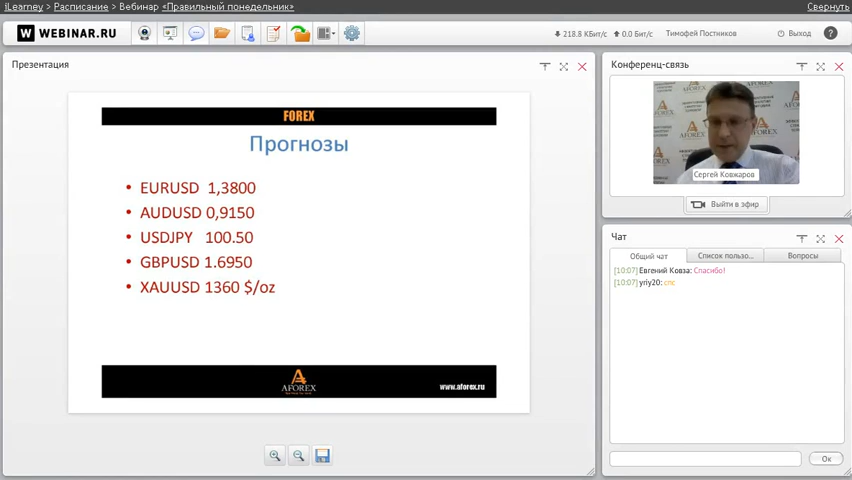 iLearney > Расписание > Вебинар «Правильный понедельник»
Свернуть
W WEBINAR.RU
218.8 КБит/с 0.0 Бит/с
Тимофей Постников
Выход
?
Презентация
FOREX
Прогнозы
• EURUSD 1,3800
• AUDUSD 0,9150
• USDJPY 100.50
• GBPUSD 1.6950
• XAUUSD 1360 $/oz
AFOREX
www.aforex.ru
Конференц-связь
AFOREX
Сергей Ковжаров
Выйти в эфир
Чат
Общий чат
Список пользо...
Вопросы
[10:07] Евгений Ковза: Спасибо!
[10:07] yriy20: спс
Ок